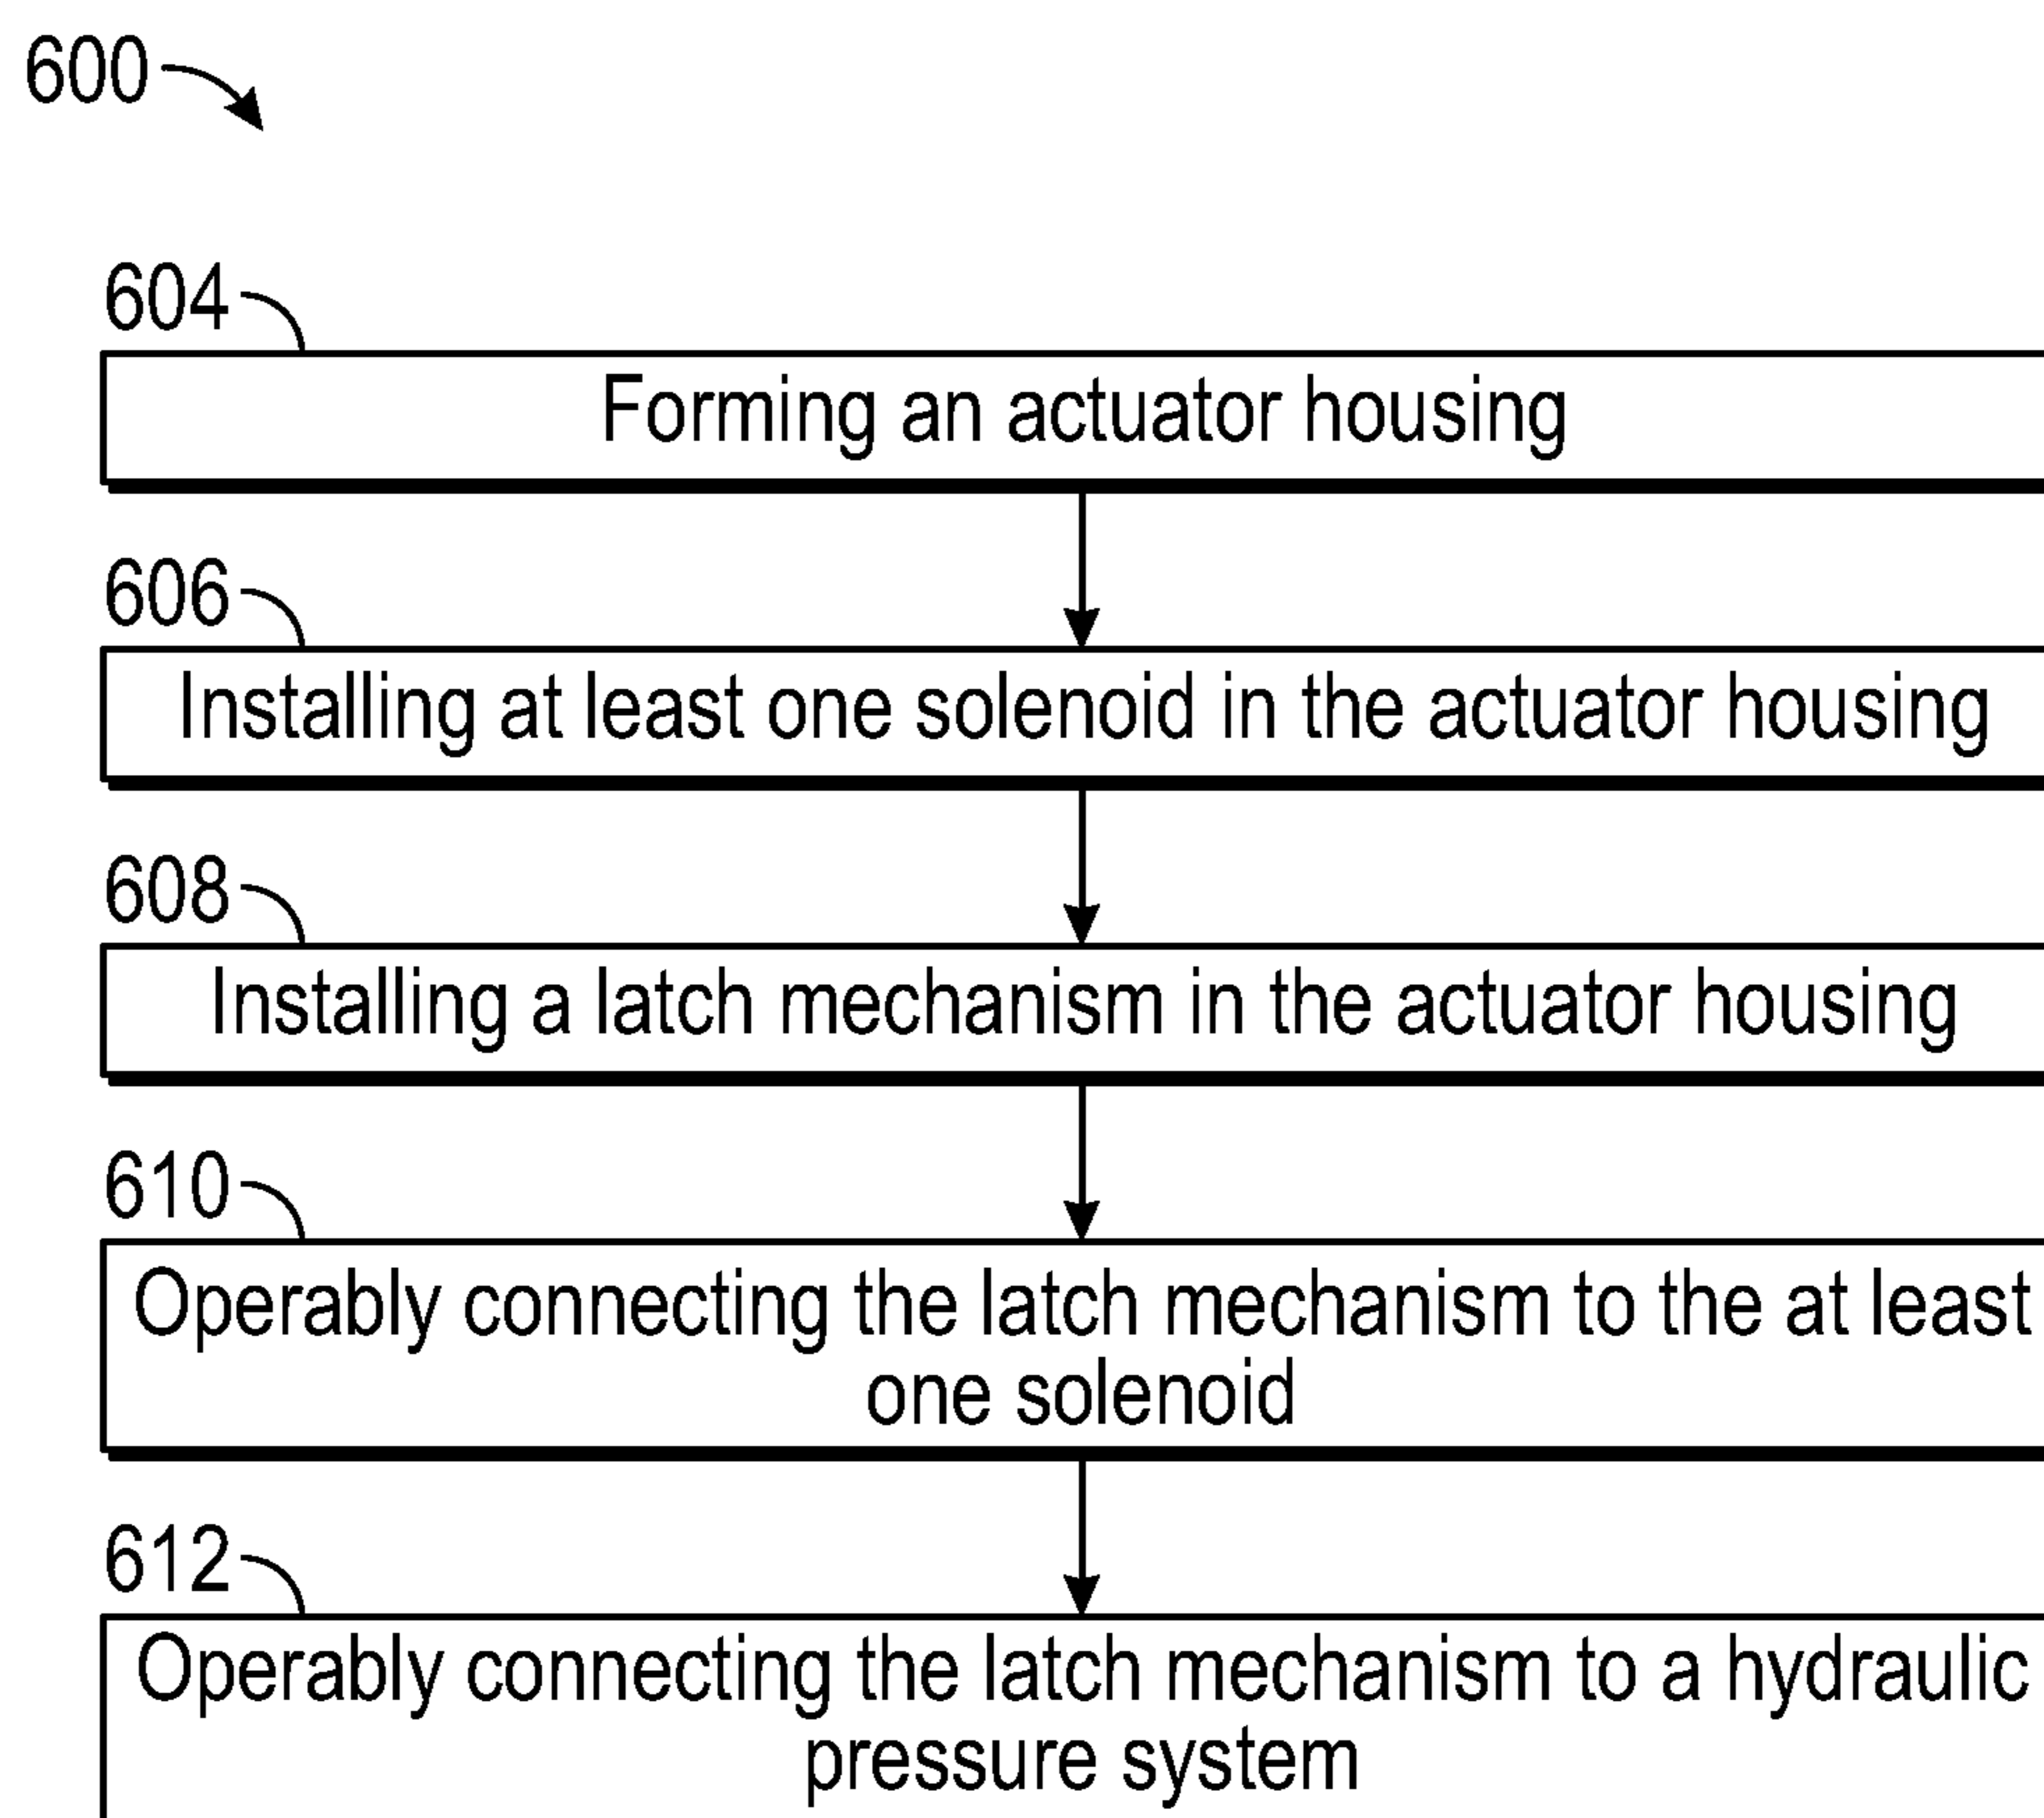 600
604
Forming an actuator housing
606
Installing at least one solenoid in the actuator housing
608
Installing a latch mechanism in the actuator housing
610
Operably connecting the latch mechanism to the at least
one solenoid
612
Operably connecting the latch mechanism to a hydraulic
pressure system